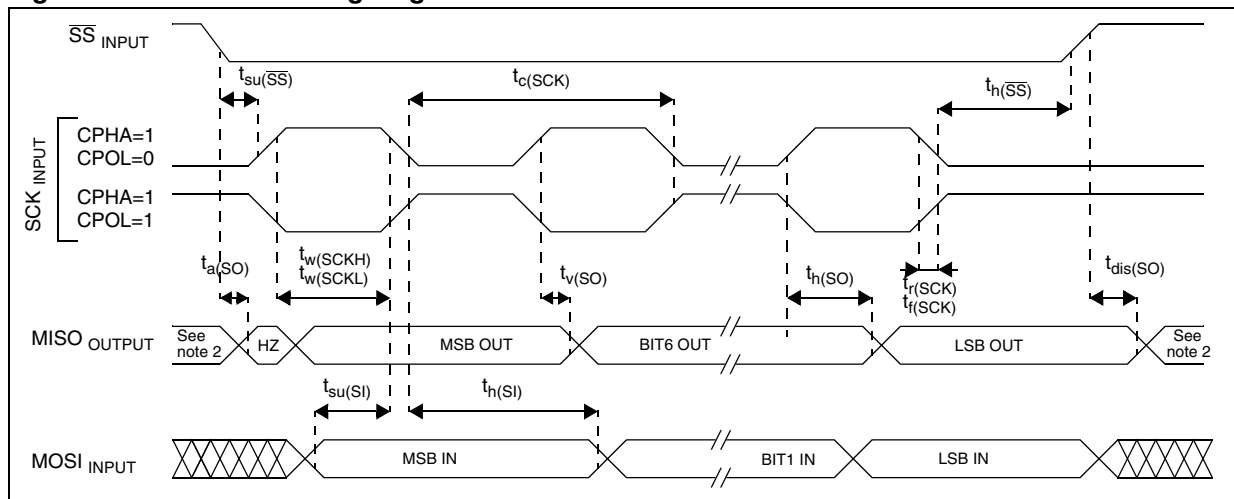 SS INPUT
tsu(SS)
tc(SCK)
th(SS)
SCK INPUT
CPHA=1
CPOL=0
CPHA=1
CPOL=1
ta(SO)
tw(SCKH)
tw(SCKL)
tv(SO)
th(SO)
tr(SCK)
tf(SCK)
tdis(SO)
MISO OUTPUT
See
note 2
HZ
MSB OUT
BIT6 OUT
LSB OUT
See
note 2
tsu(SI)
th(SI)
MOSI INPUT
MSB IN
BIT1 IN
LSB IN